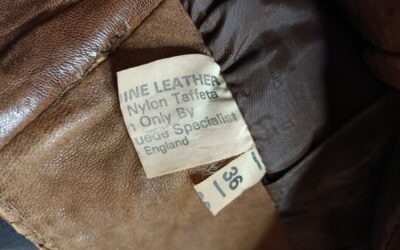 INE LEATHER
Nylon Taffeta
n Only By
uede Specialist
England
36